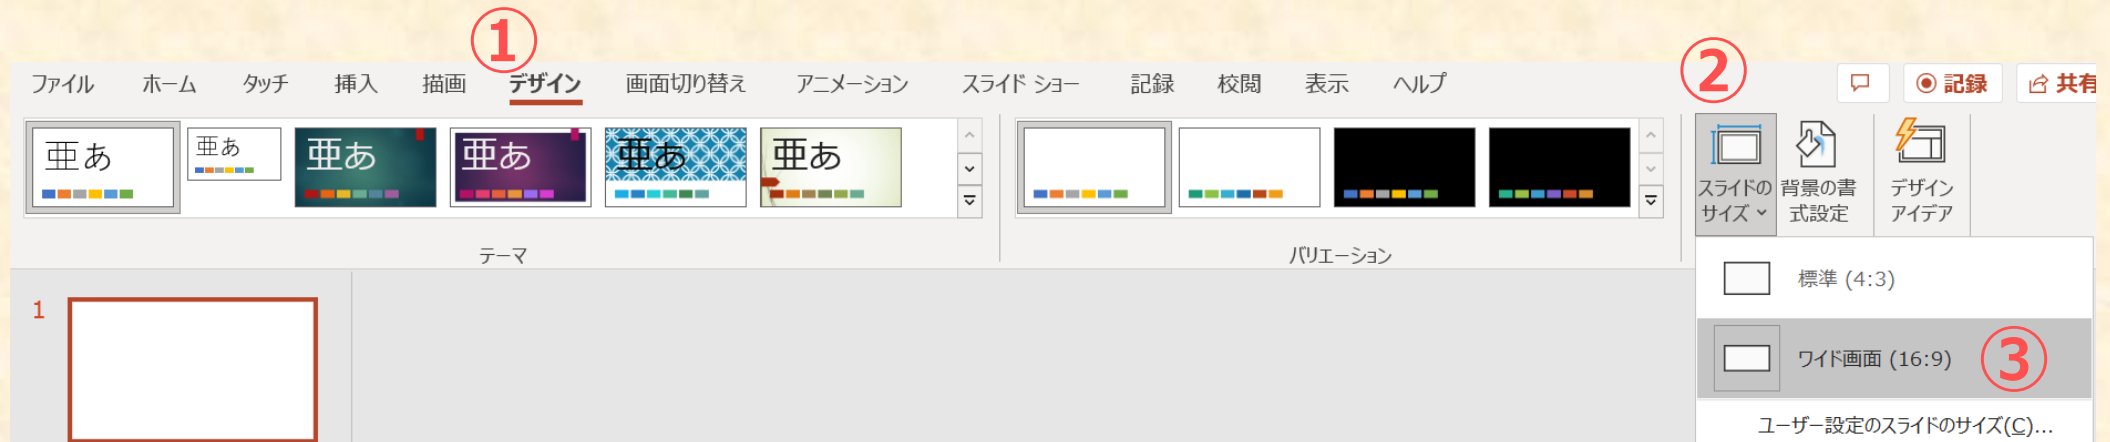 ①
②
ファイル ホーム タッチ 挿入 描画 デザイン 画面切り替え アニメーション スライド ショー 記録 校閲 表示 ヘルプ 記録 共有
亜あ 亜あ 亜あ 亜あ 亜あ 亜あ
スライドの
サイズ
背景の書
式設定
デザイン
アイデア
テーマ バリエーション
標準 (4:3)
1
ワイド画面 (16:9) ③
ユーザー設定のスライドのサイズ(C)...